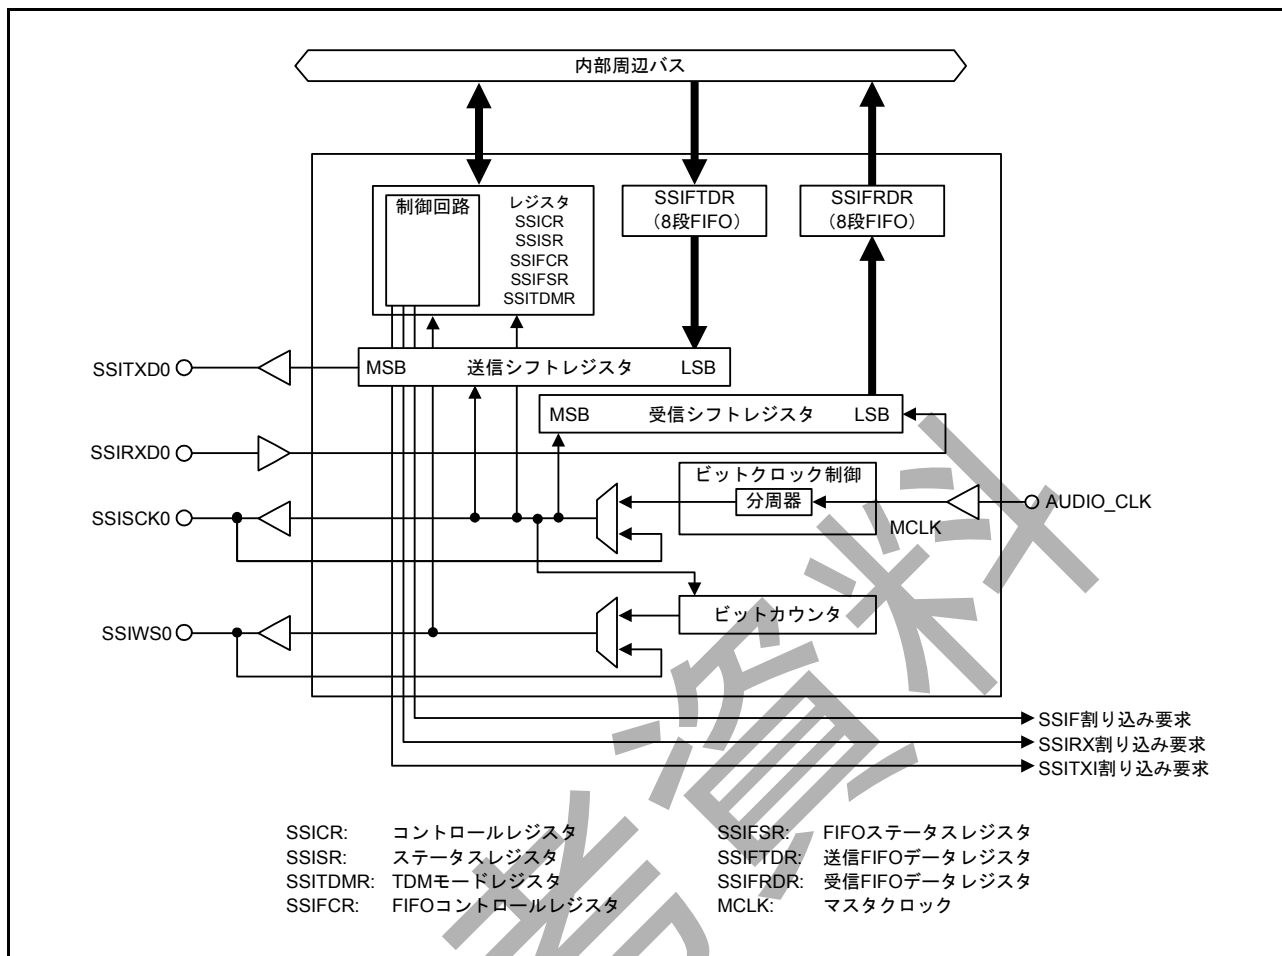 内部周辺バス
制御回路
レジスタ
SSICR
SSISR
SSIFCR
SSIFSR
SSITDMR
SSIFTDR
(8段FIFO)
SSIFRDR
(8段FIFO)
SSITXD0
MSB 送信シフトレジスタ LSB
MSB 受信シフトレジスタ LSB
SSIRXD0
ビットクロック制御
分周器
MCLK
AUDIO_CLK
SSISCK0
ビットカウンタ
SSIWS0
SSIF割り込み要求
SSIRX割り込み要求
SSITXI割り込み要求
SSICR: コントロールレジスタ
SSISR: ステータスレジスタ
SSITDMR: TDMモードレジスタ
SSIFCR: FIFOコントロールレジスタ
SSIFSR: FIFOステータスレジスタ
SSIFTDR: 送信FIFOデータレジスタ
SSIFRDR: 受信FIFOデータレジスタ
MCLK: マスタクロック
資料